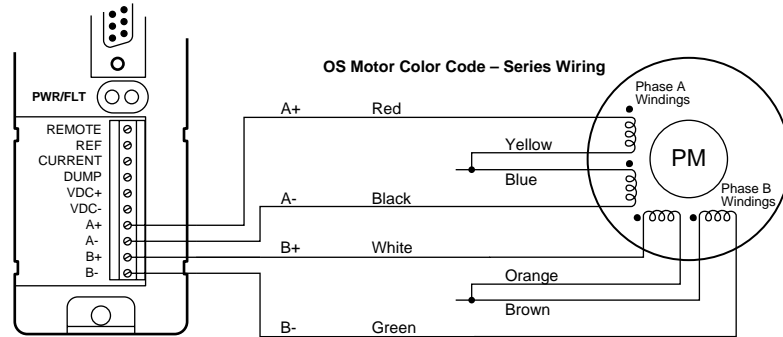 OS Motor Color Code – Series Wiring
PWR/FLT
REMOTE
REF
CURRENT
DUMP
VDC+
VDC-
A+
A-
B+
B-
A+ Red
Yellow
Blue
A- Black
B+ White
Orange
Brown
B- Green
Phase A
Windings
PM
Phase B
Windings